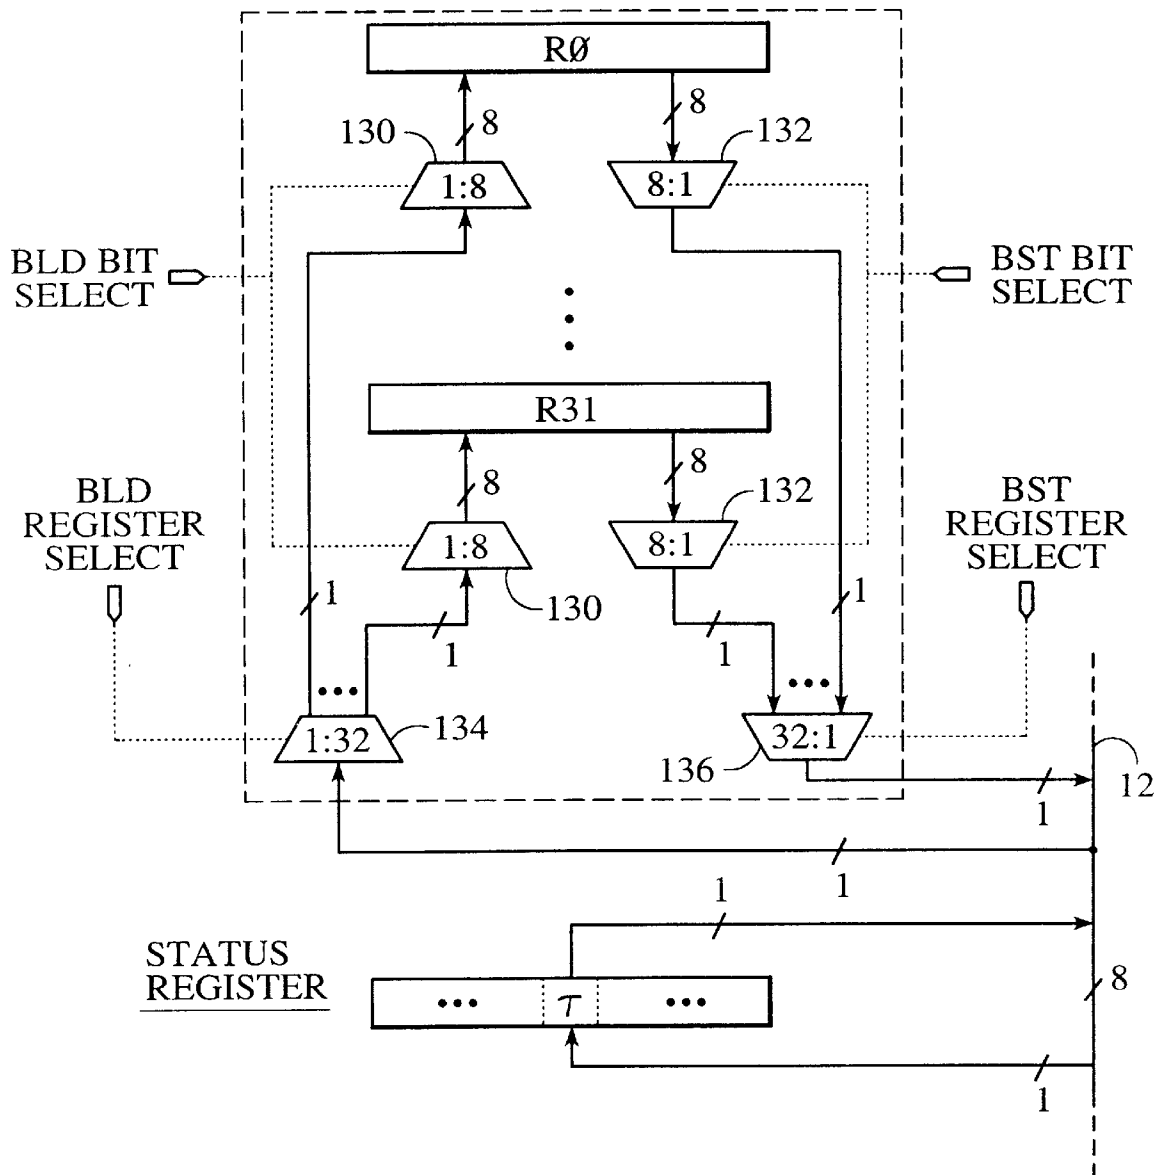 RØ
8
8
130
132
1:8
8:1
BLD BIT
SELECT
BST BIT
SELECT
R31
8
8
BLD
REGISTER
SELECT
132
BST
REGISTER
SELECT
1:8
8:1
1
130
1
1
1
1:32
134
32:1
136
12
1
1
1
STATUS
REGISTER
T
8
1